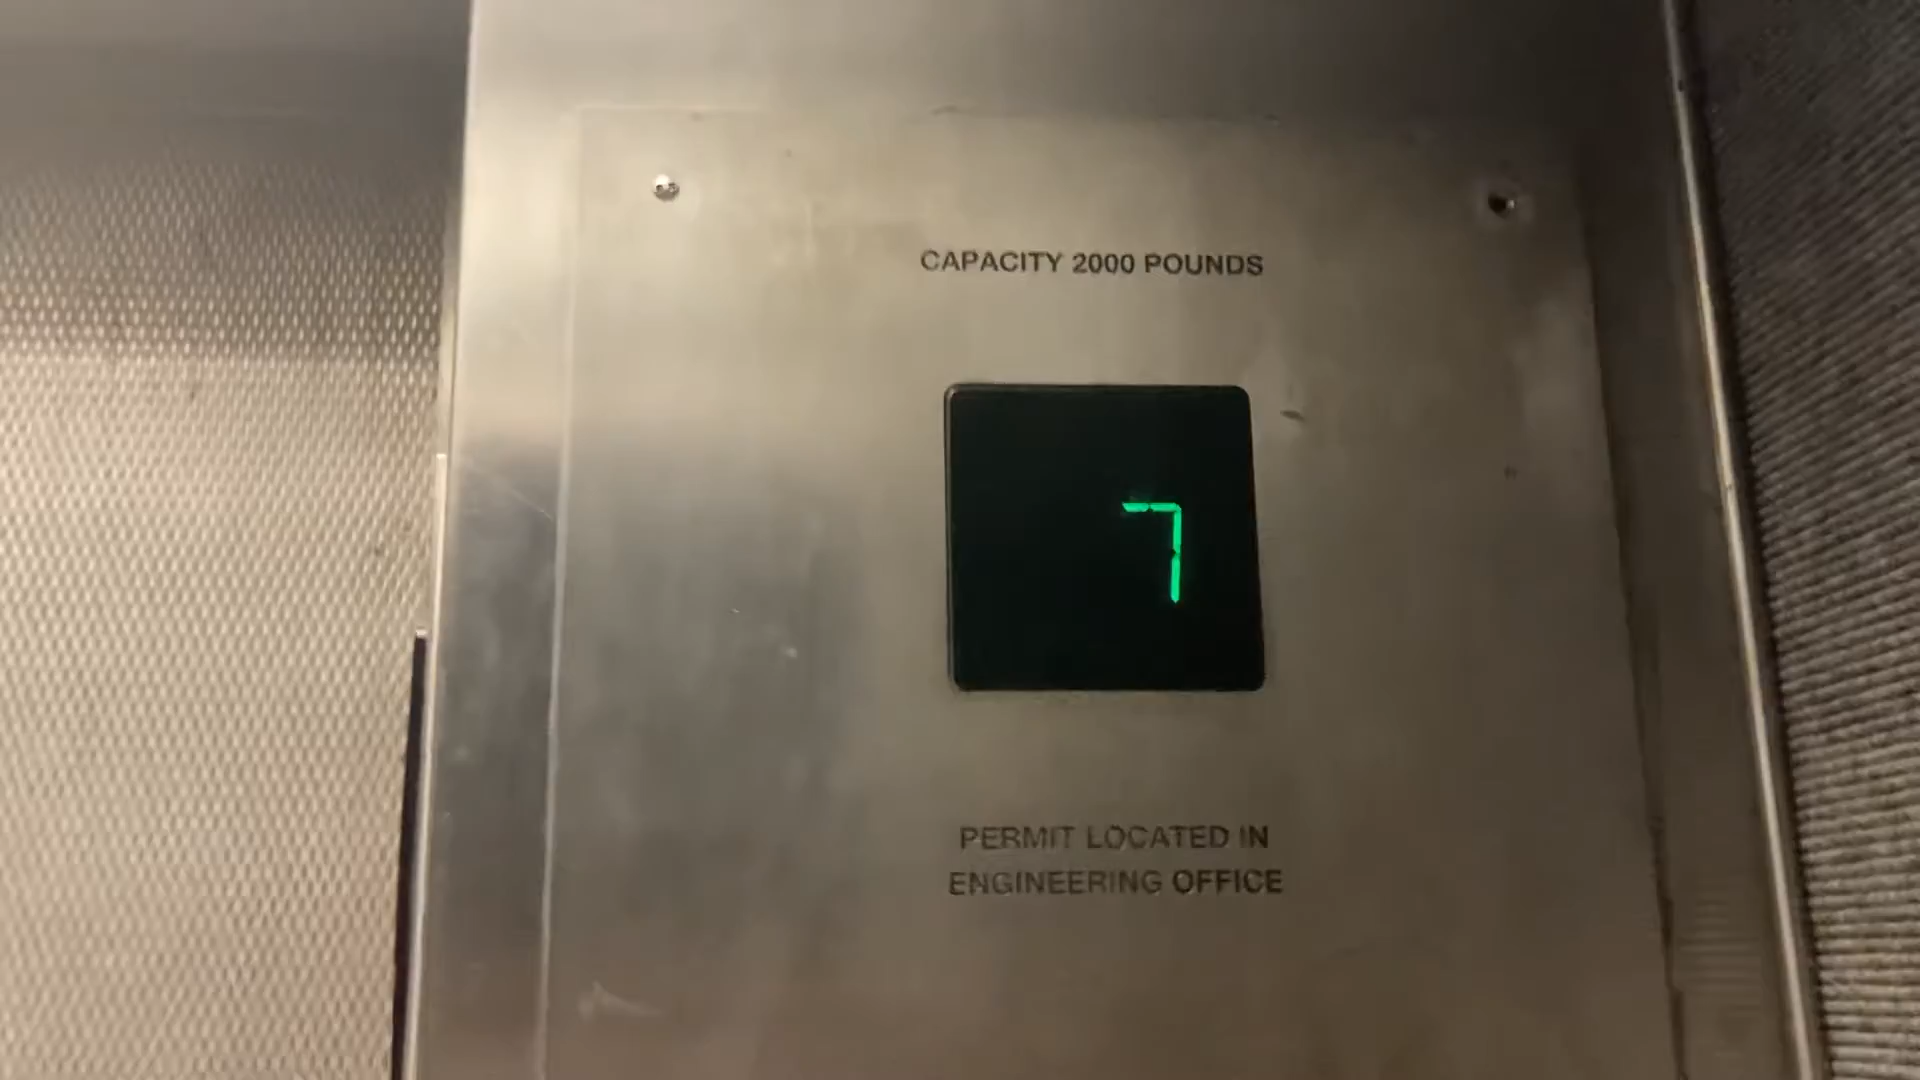 CAPACITY 2000 POUNDS
7
PERMIT LOCATED IN
ENGINEERING OFFICE